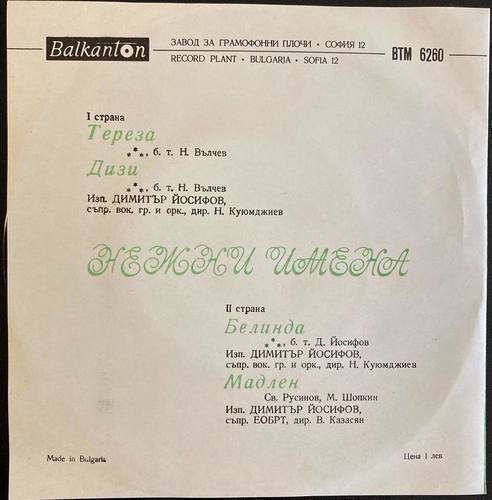 Balkanton
ЗАВОД ЗА ГРАМОФОННИ ПЛОЧИ • СОФИЯ 12
RECORD PLANT • BULGARIA • SOFIA 12
BTM 6260
I страна
Тереза
***, б. т. Н. Вълчев
Дизи
***, б. т. Н. Вълчев
Изп. ДИМИТЪР ЙОСИФОВ,
съпр. вок. гр. и орк., дир. Н. Куюмджиев
НЕЖНИ ИМЕНА
II страна
Белинда
***, б. т. Д. Йосифов
Изп. ДИМИТЪР ЙОСИФОВ,
съпр. вок. гр. и орк., дир. Н. Куюмджиев
Мадлен
Св. Русинов, М. Шопкин
Изп. ДИМИТЪР ЙОСИФОВ,
съпр. ЕОБРТ, дир. В. Казасян
Made in Bulgaria
Цена 1 лев